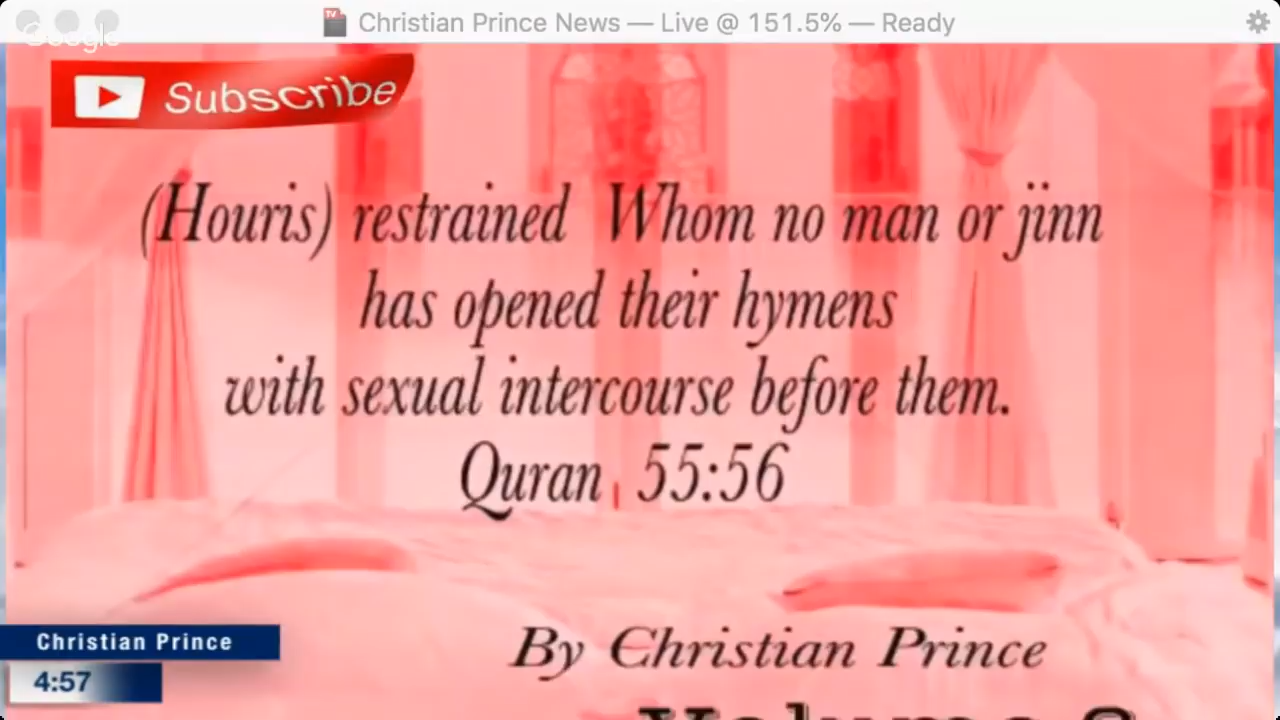 Christian Prince News — Live @ 151.5% — Ready
Google
Subscribe
(Houris) restrained Whom no man or jinn
has opened their hymens
with sexual intercourse before them.
Quran 55:56
By Christian Prince
Christian Prince
4:57